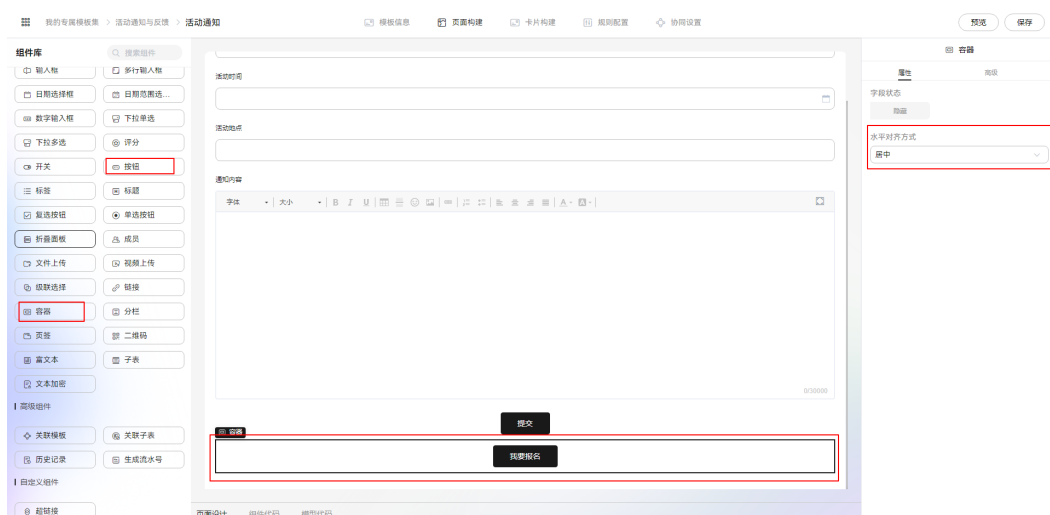 我的专属模板集 > 活动通知与反馈 > 活动通知
模板信息 页面构建 卡片构建 规则配置 协同设置
预览 保存
组件库 搜索组件
输入框 多行输入框
日期选择框 日期范围选...
数字输入框 下拉单选
下拉多选 评分
开关 按钮
标签 标题
复选按钮 单选按钮
折叠面板 成员
文件上传 视频上传
级联选择 链接
容器 分栏
页签 二维码
富文本 子表
文本加密
高级组件
关联模板 关联子表
历史记录 生成流水号
自定义组件
超链接
活动时间
活动地点
通知内容
字体 大小 B I U A A
0/30000
提交
容器
我要报名
页面设计 组件代码 模型代码
容器
属性 高级
字段状态
隐藏
水平对齐方式
居中